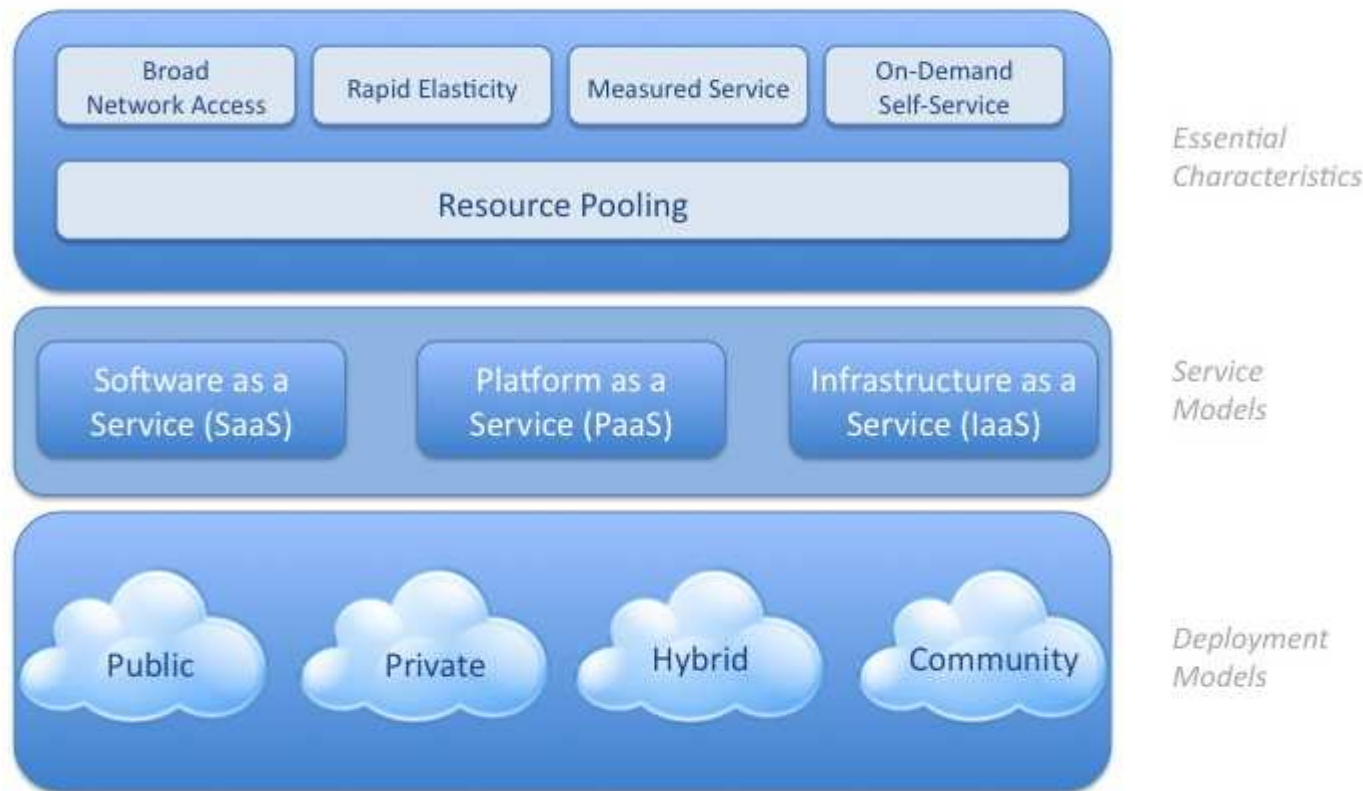 Broad
Network Access
Rapid Elasticity
Measured Service
On-Demand
Self-Service
Resource Pooling
Essential
Characteristics
Software as a
Service (SaaS)
Platform as a
Service (PaaS)
Infrastructure as a
Service (IaaS)
Service
Models
Public
Private
Hybrid
Community
Deployment
Models